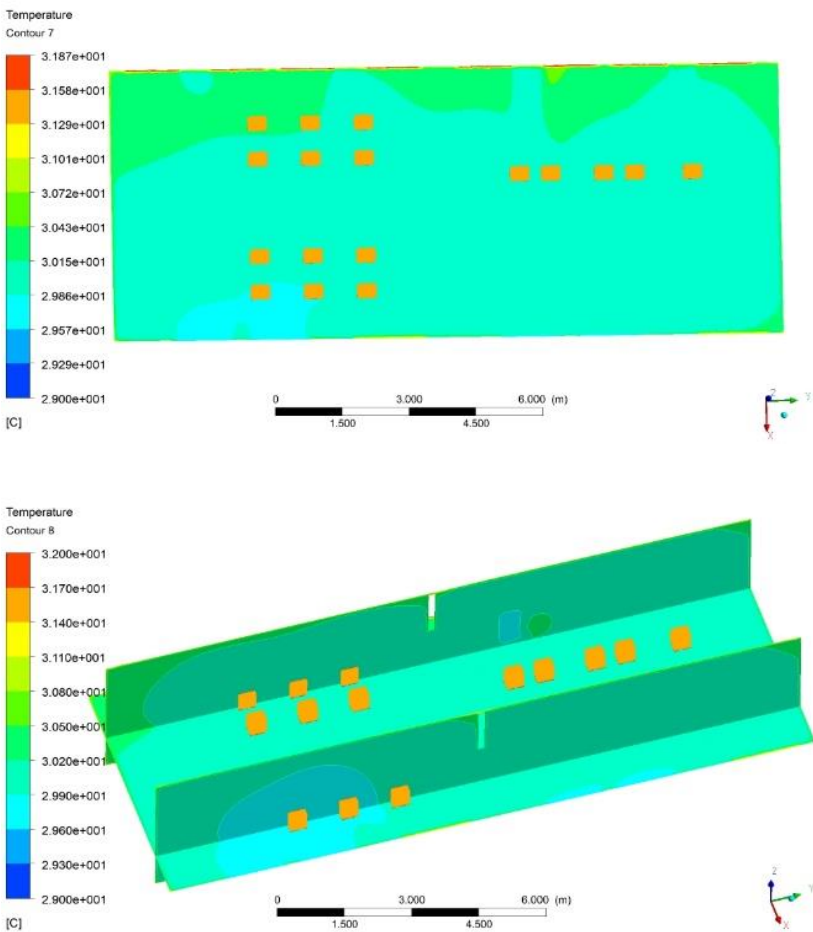 Temperature
Contour 7
3.187e+001
3.158e+001
3.129e+001
3.101e+001
3.072e+001
3.043e+001
3.015e+001
2.986e+001
2.957e+001
2.929e+001
2.900e+001
[C]
0 3.000 6.000 (m)
1.500 4.500
Z
Y
X
Temperature
Contour 8
3.200e+001
3.170e+001
3.140e+001
3.110e+001
3.080e+001
3.050e+001
3.020e+001
2.990e+001
2.960e+001
2.930e+001
2.900e+001
[C]
0 3.000 6.000 (m)
1.500 4.500
Z
Y
X